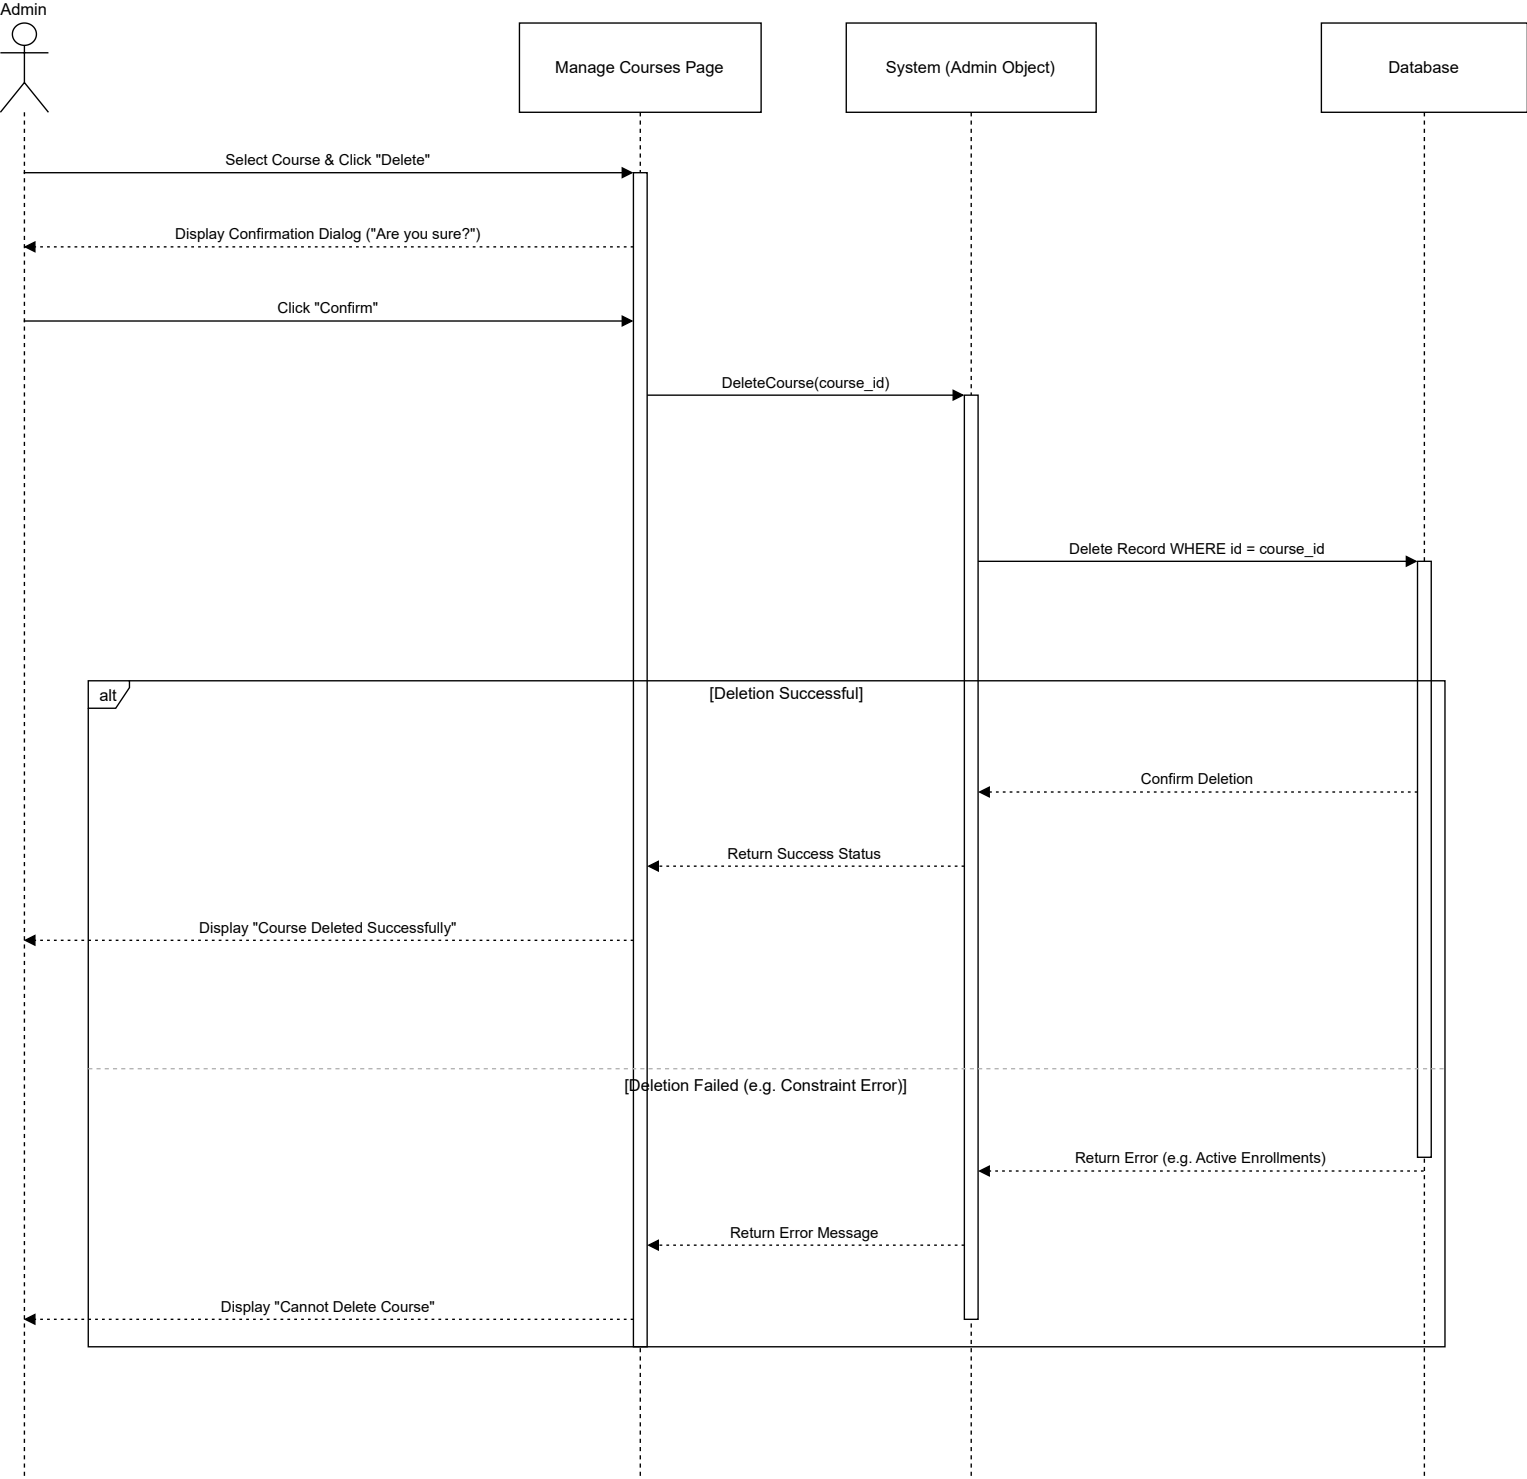 Admin
Manage Courses Page
System (Admin Object)
Database
Select Course & Click "Delete"
Display Confirmation Dialog ("Are you sure?")
Click "Confirm"
DeleteCourse(course_id)
Delete Record WHERE id = course_id
alt
[Deletion Successful]
Confirm Deletion
Return Success Status
Display "Course Deleted Successfully"
[Deletion Failed (e.g. Constraint Error)]
Return Error (e.g. Active Enrollments)
Return Error Message
Display "Cannot Delete Course"